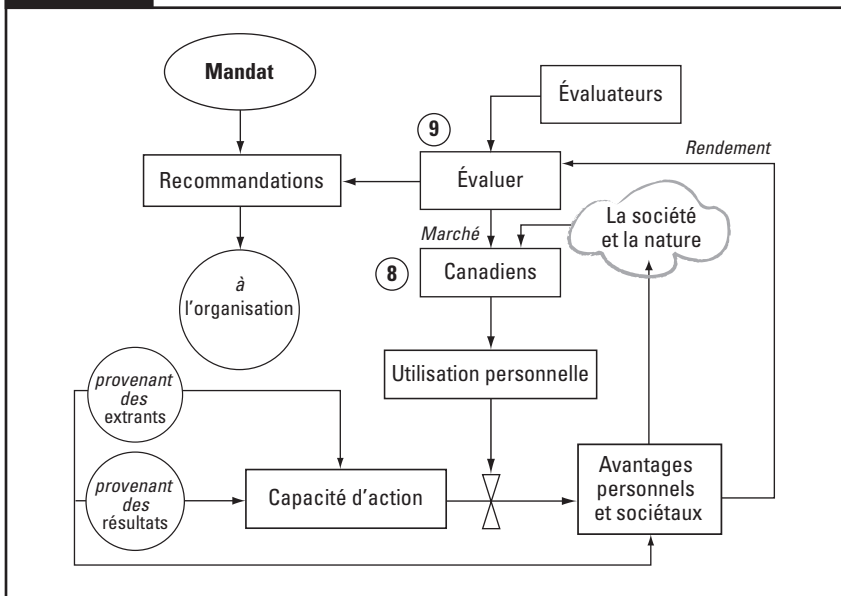 Mandat
Évaluateurs
9
Rendement
Recommandations
Évaluer
La société
et la nature
Marché
à
l'organisation
8
Canadiens
Utilisation personnelle
provenant
des
extrants
provenant
des
résultats
Capacité d'action
Avantages
personnels
et sociétaux